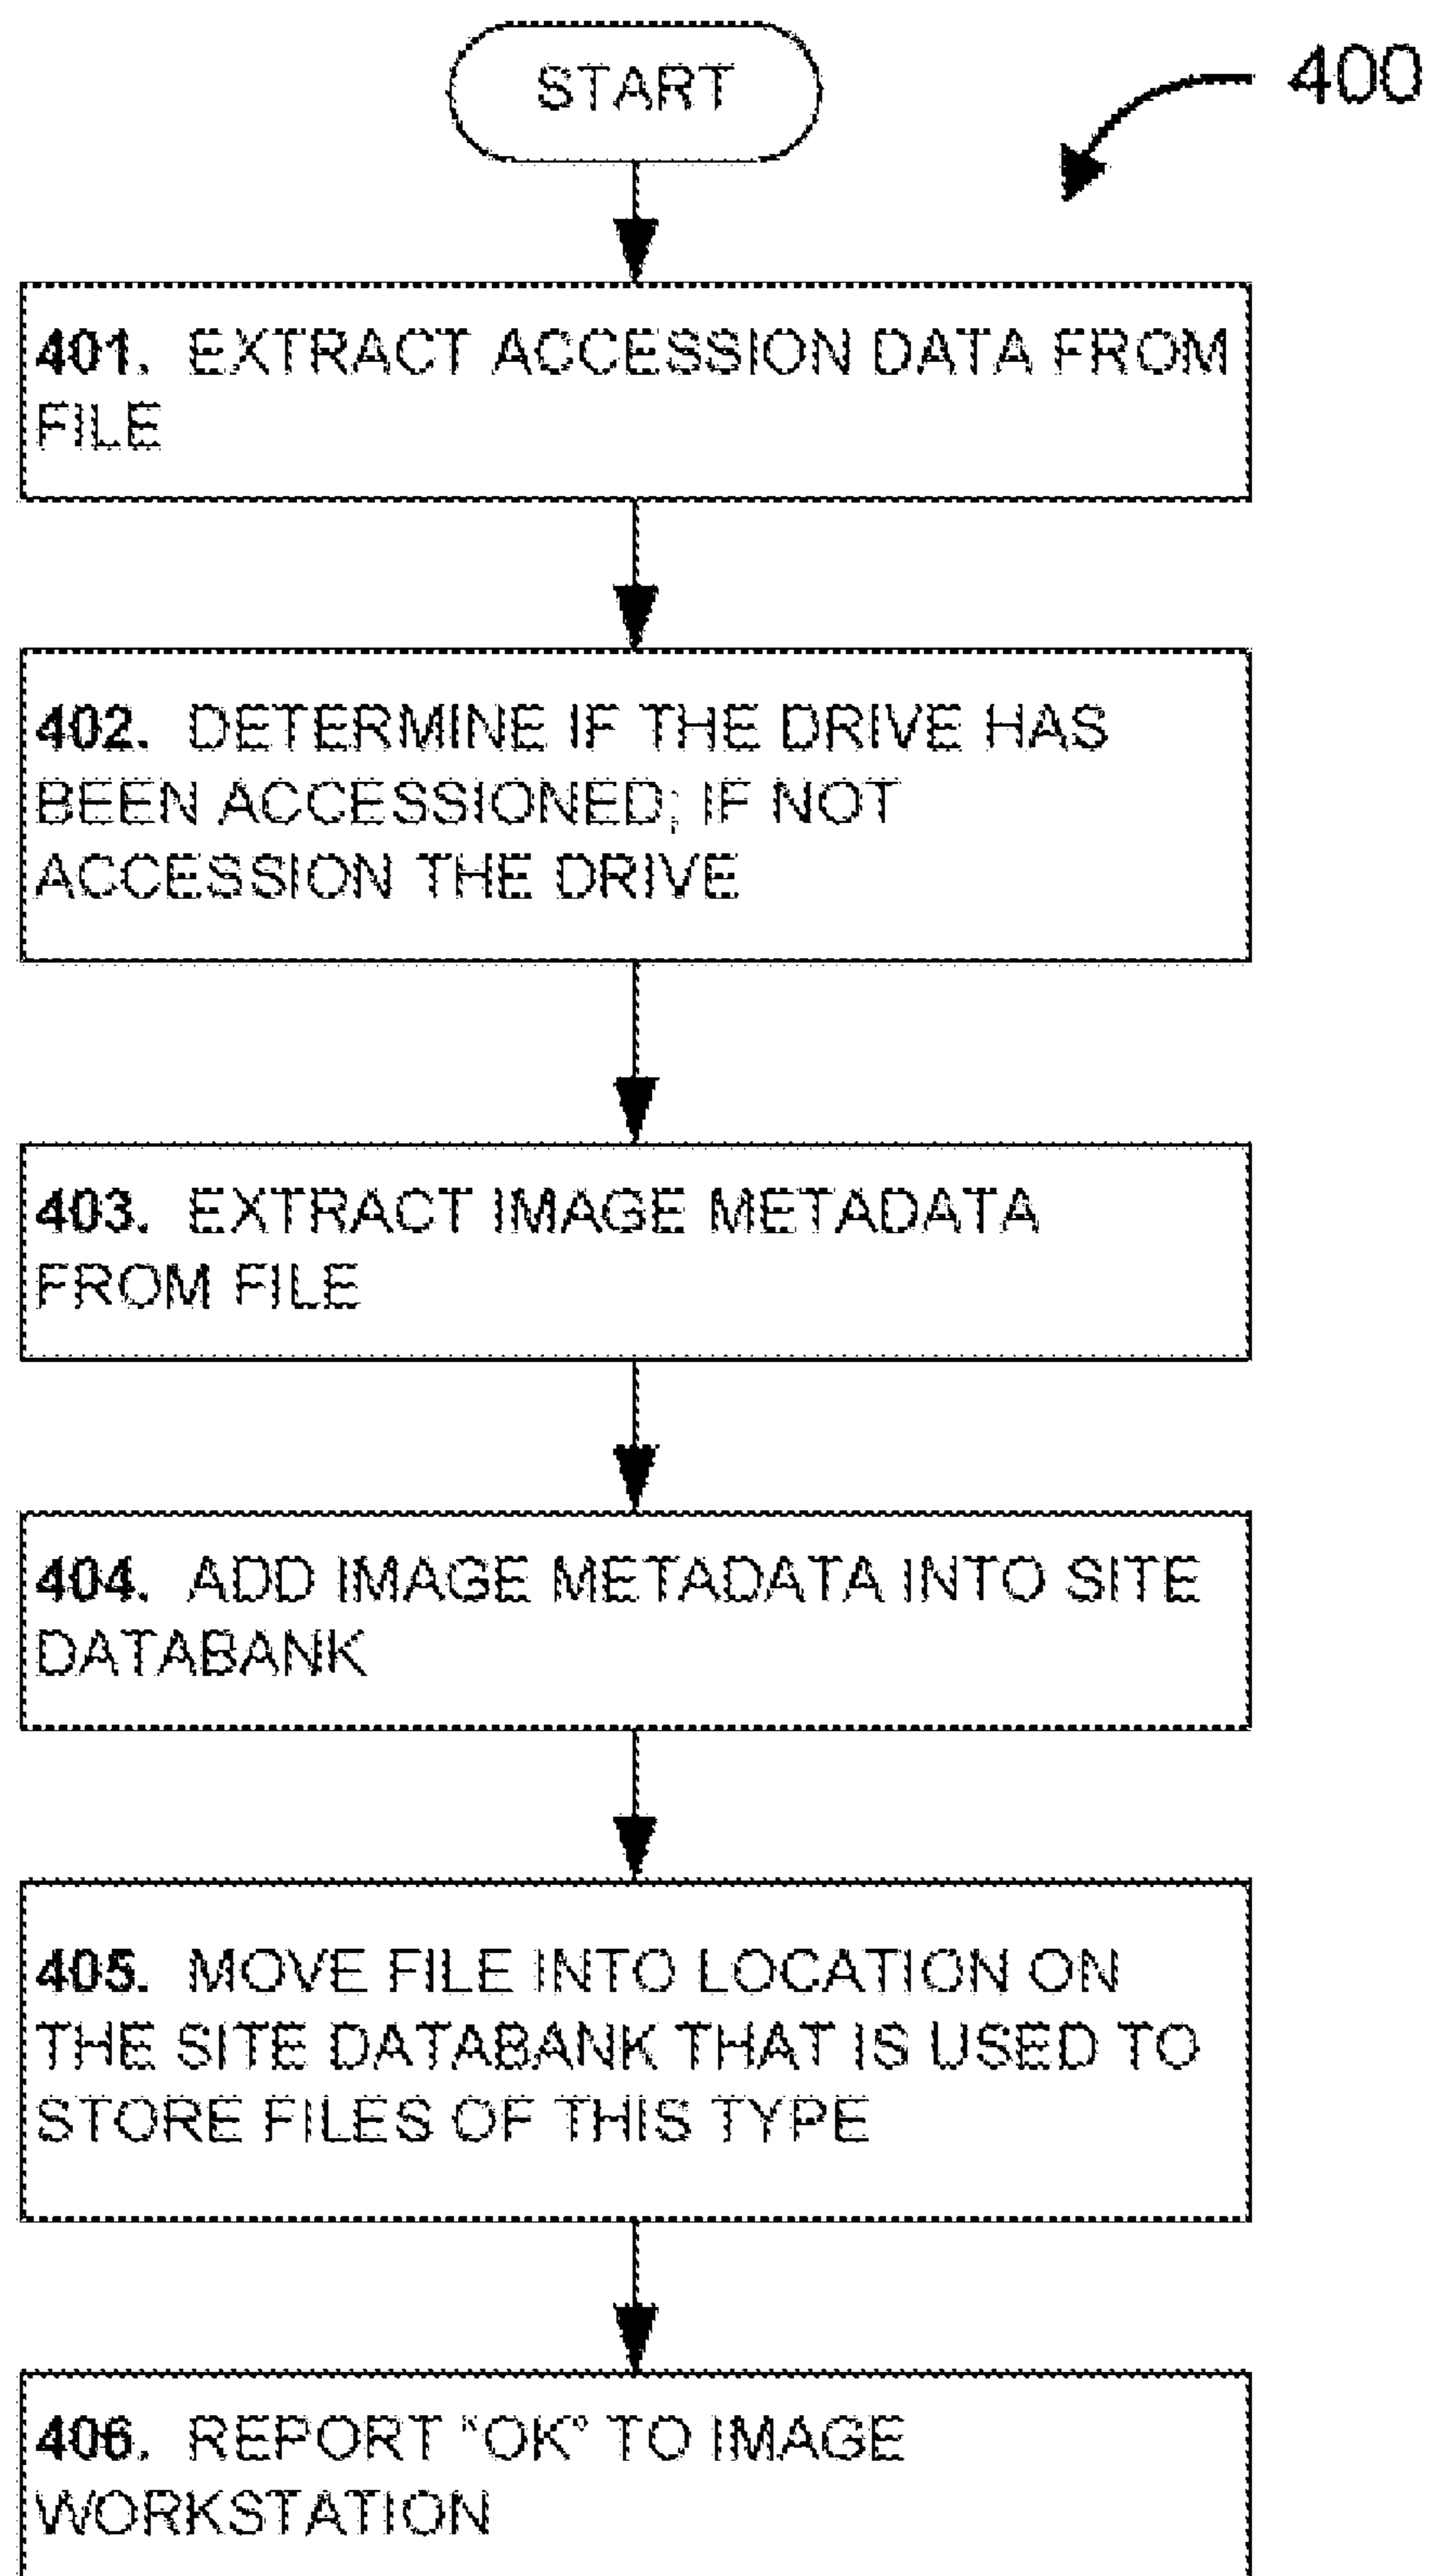 START
400
401. EXTRACT ACCESSION DATA FROM
FILE
402. DETERMINE IF THE DRIVE HAS
BEEN ACCESSIONED; IF NOT
ACCESSION THE DRIVE
403. EXTRACT IMAGE METADATA
FROM FILE
404. ADD IMAGE METADATA INTO SITE
DATABANK
405. MOVE FILE INTO LOCATION ON
THE SITE DATABANK THAT IS USED TO
STORE FILES OF THIS TYPE
406. REPORT "OK" TO IMAGE
WORKSTATION